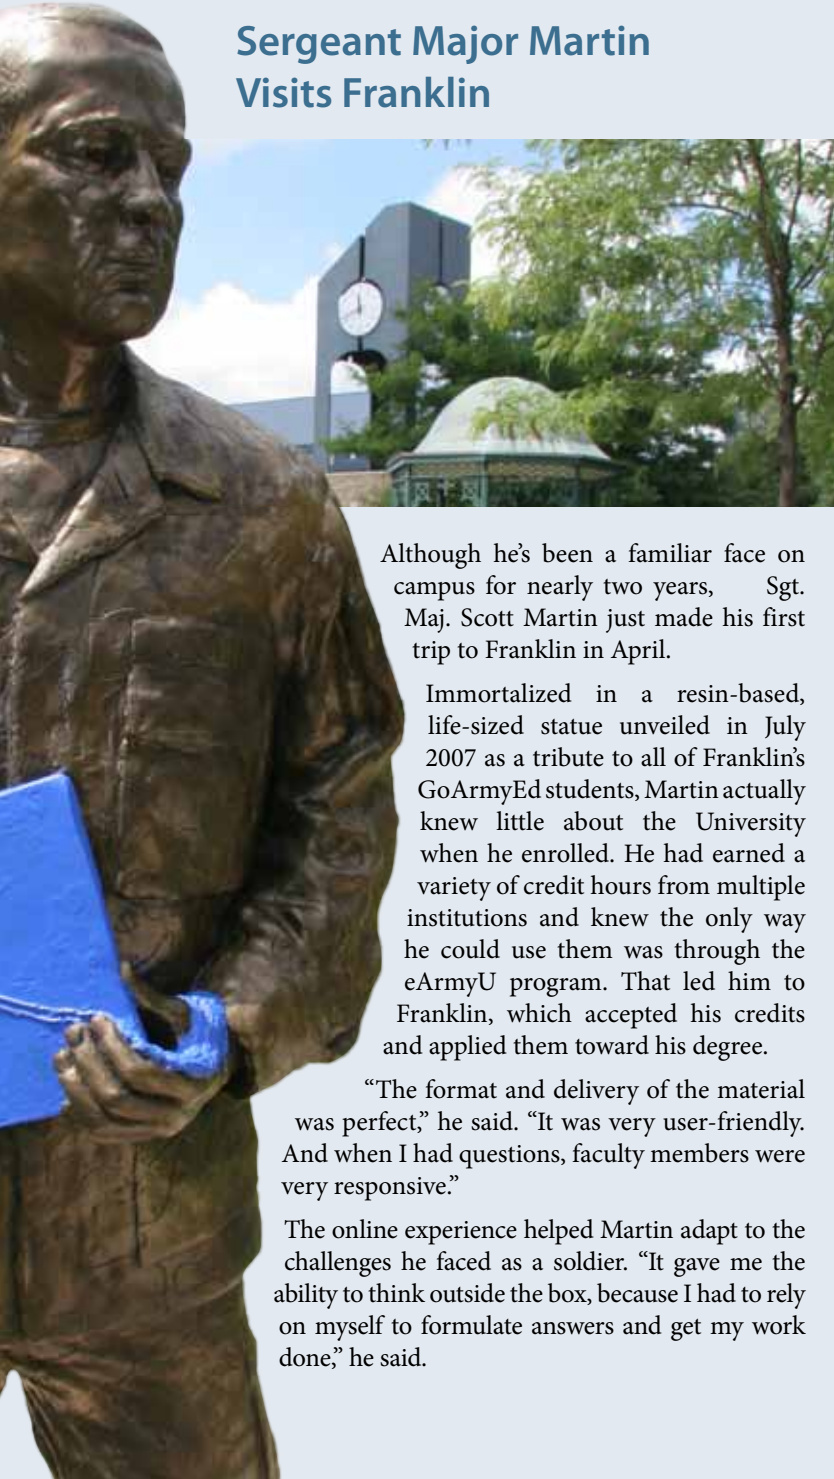 Sergeant Major Martin
Visits Franklin
Although he’s been a familiar face on
campus for nearly two years, Sgt.
Maj. Scott Martin just made his first
trip to Franklin in April.
Immortalized in a resin-based,
life-sized statue unveiled in July
2007 as a tribute to all of Franklin’s
GoArmyEd students, Martin actually
knew little about the University
when he enrolled. He had earned a
variety of credit hours from multiple
institutions and knew the only way
he could use them was through the
eArmyU program. That led him to
Franklin, which accepted his credits
and applied them toward his degree.
“The format and delivery of the material
was perfect,” he said. “It was very user-friendly.
And when I had questions, faculty members were
very responsive.”
The online experience helped Martin adapt to the
challenges he faced as a soldier. “It gave me the
ability to think outside the box, because I had to rely
on myself to formulate answers and get my work
done,” he said.